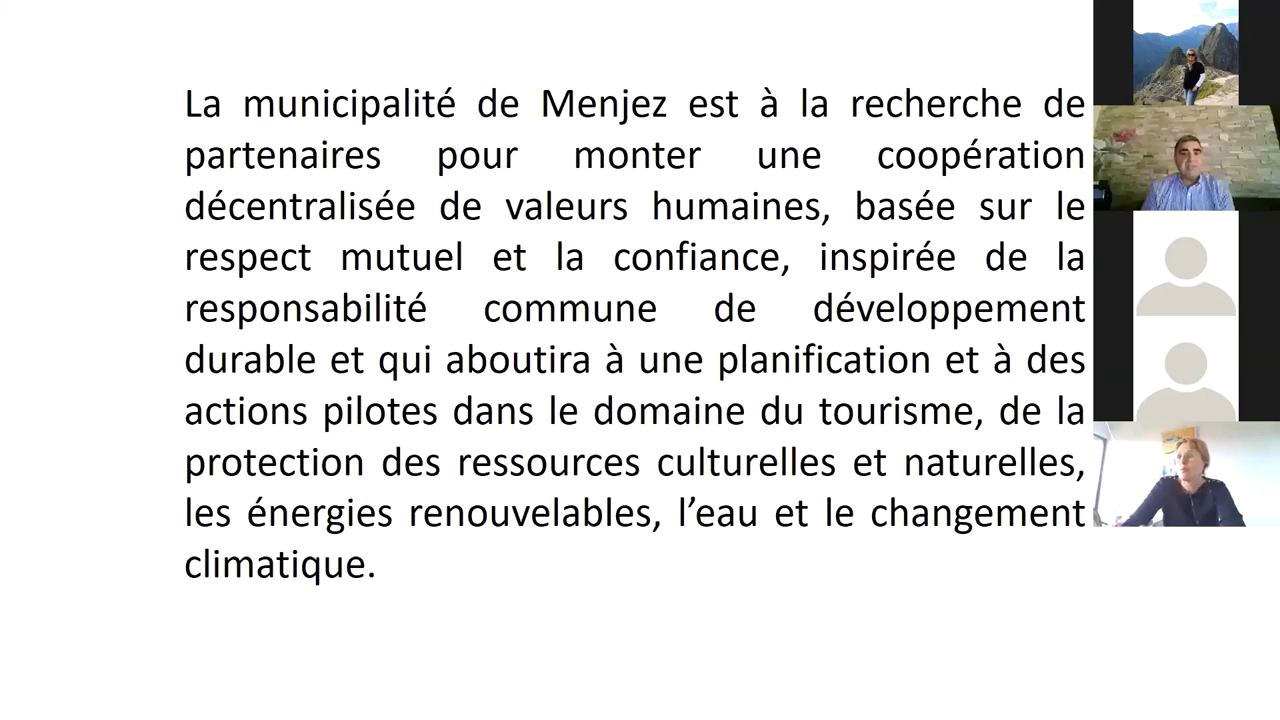 La municipalité de Menjez est à la recherche de
partenaires pour monter une coopération
décentralisée de valeurs humaines, basée sur le
respect mutuel et la confiance, inspirée de la
responsabilité commune de développement
durable et qui aboutira à une planification et à des
actions pilotes dans le domaine du tourisme, de la
protection des ressources culturelles et naturelles,
les énergies renouvelables, l’eau et le changement
climatique.